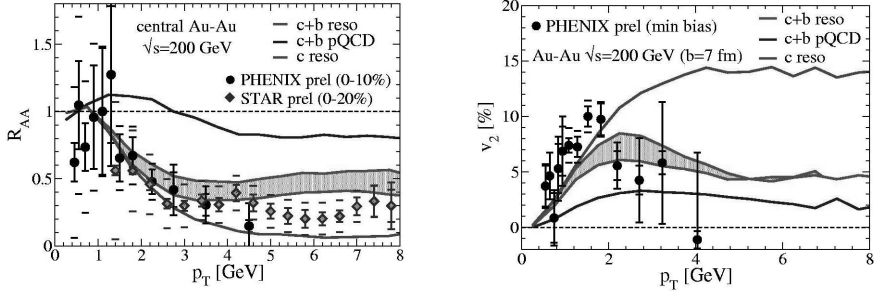 central Au-Au
√s=200 GeV
c+b reso
c+b pQCD
c reso
PHENIX prel (0-10%)
STAR prel (0-20%)
R_AA
1.5
1
0.5
0
0 1 2 3 4 5 6 7 8
p_T [GeV]
PHENIX prel (min bias)
c+b reso
c+b pQCD
c reso
Au-Au √s=200 GeV (b=7 fm)
v_2 [%]
20
15
10
5
0
0 2 4 6 8
p_T [GeV]